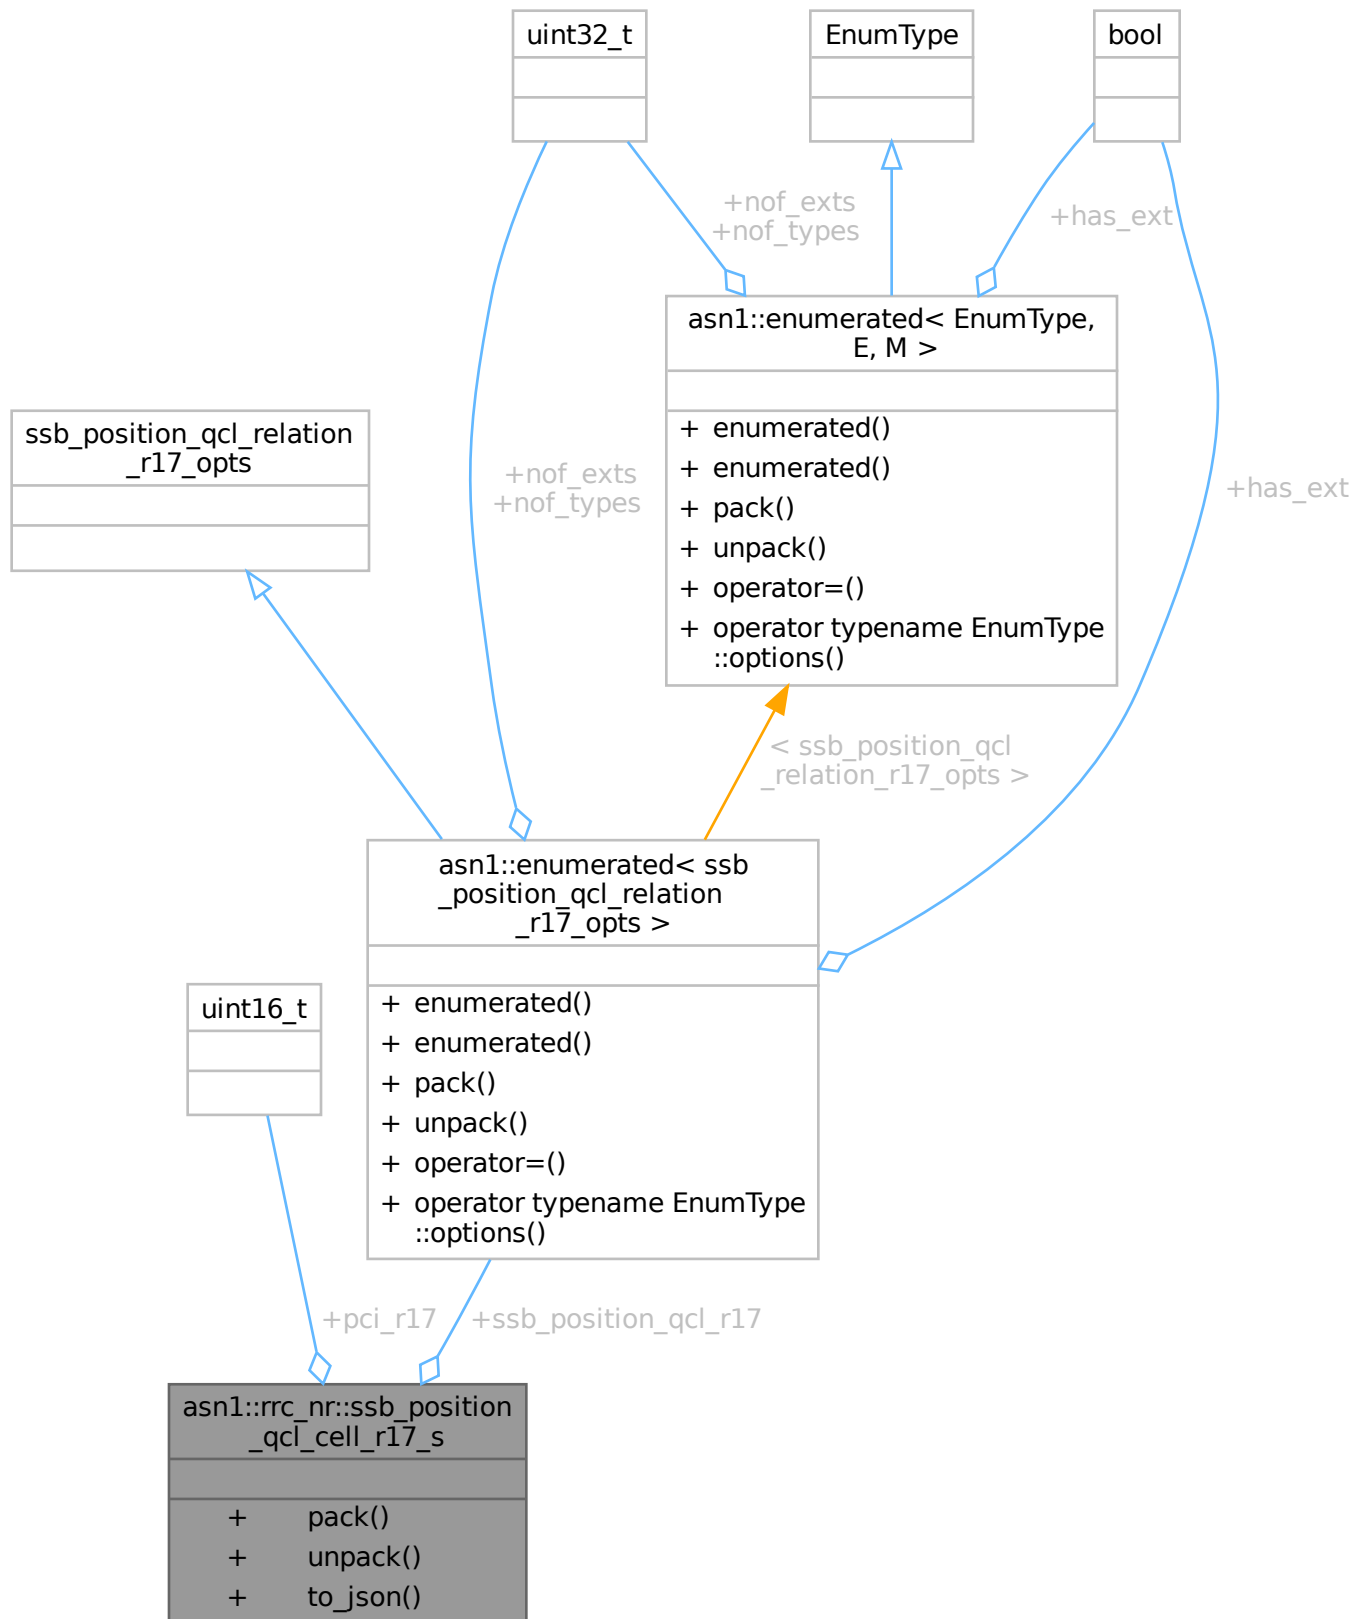 uint32_t
EnumType
bool
+nof_exts
+nof_types
+has_ext
asn1::enumerated< EnumType,
E, M >
+ enumerated()
+ enumerated()
+ pack()
+ unpack()
+ operator=()
+ operator typename EnumType
::options()
ssb_position_qcl_relation
_r17_opts
+nof_exts
+nof_types
+has_ext
< ssb_position_qcl
_relation_r17_opts >
asn1::enumerated< ssb
_position_qcl_relation
_r17_opts >
+ enumerated()
+ enumerated()
+ pack()
+ unpack()
+ operator=()
+ operator typename EnumType
::options()
uint16_t
+pci_r17
+ssb_position_qcl_r17
asn1::rrc_nr::ssb_position
_qcl_cell_r17_s
+ pack()
+ unpack()
+ to_json()